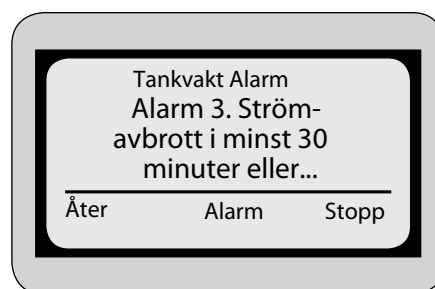 Tankvakt Alarm
Alarm 3. Ström-
avbrott i minst 30
minuter eller...
Åter Alarm Stopp